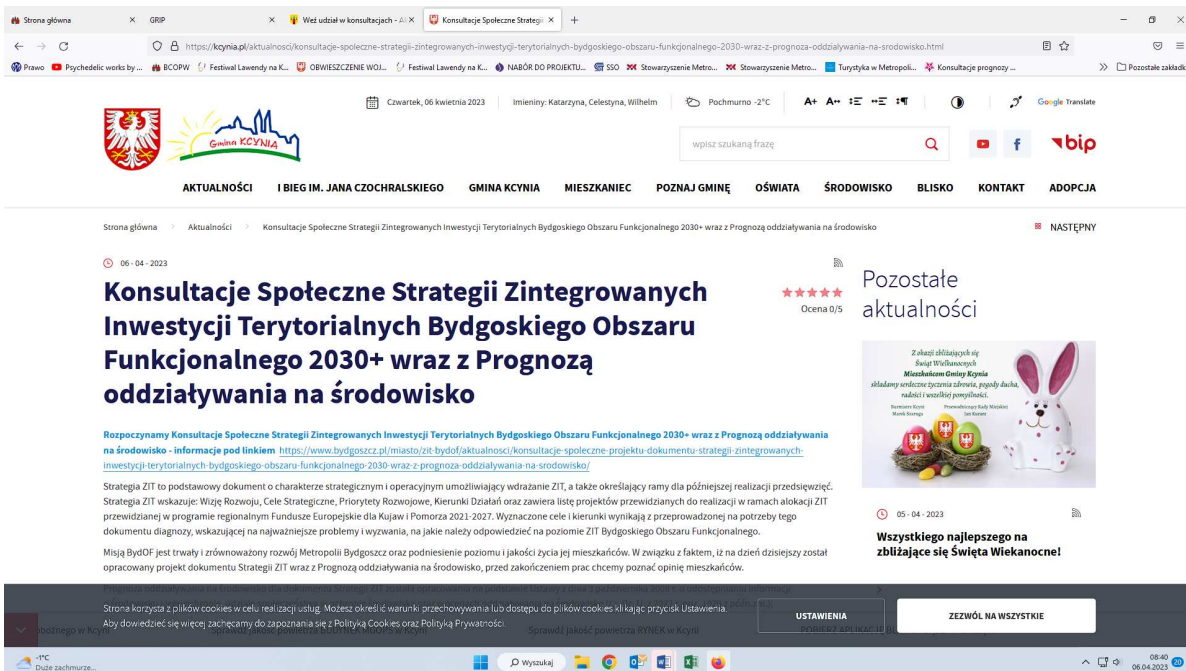 Strona główna
GRIP
Weź udział w konsultacjach - A
Konsultacje Społeczne Strategii
https://kcynia.pl/aktualnosci/konsultacje-spoleczne-strategii-zintegrowanych-inwestycji-terytorialnych-bydgoskiego-obszaru-funkcjonalnego-2030-wraz-z-prognoza-oddzialywania-na-srodowisko.html
Prawo
Psychedelic works by ...
BCOPW
Festiwal Lawendy na K...
OBWIESZCZENIE WOJ...
Festiwal Lawendy na K...
NABÓR DO PROJEKTU...
SSO
Stowarzyszenie Metro...
Stowarzyszenie Metro...
Turystyka w Metropoli...
Konsultacje prognozy ...
Pozostałe zakładk
Gmina KCYNIA
Czwartek, 06 kwietnia 2023
Imieniny: Katarzyna, Celestyna, Wilhelm
Pochmurno -2°C
A+
Google Translate
wpisz szukaną frazę
bip
AKTUALNOŚCI
I BIEG IM. JANA CZOCHRALSKIEGO
GMINA KCYNIA
MIESZKANIEC
POZNAJ GMINĘ
OŚWIATA
ŚRODOWISKO
BLISKO
KONTAKT
ADOPCJA
Strona główna > Aktualności > Konsultacje Społeczne Strategii Zintegrowanych Inwestycji Terytorialnych Bydgoskiego Obszaru Funkcjonalnego 2030+ wraz z Prognozą oddziaływania na środowisko
NASTĘPNY
06 - 04 - 2023
Konsultacje Społeczne Strategii Zintegrowanych
Inwestycji Terytorialnych Bydgoskiego Obszaru
Funkcjonalnego 2030+ wraz z Prognozą
oddziaływania na środowisko
Ocena 0/5
Rozpoczynamy Konsultacje Społeczne Strategii Zintegrowanych Inwestycji Terytorialnych Bydgoskiego Obszaru Funkcjonalnego 2030+ wraz z Prognozą oddziaływania
na środowisko - informacje pod linkiem https://www.bydgoszcz.pl/miasto/zit-bydof/aktualnosci/konsultacje-spoleczne-projektu-dokumentu-strategii-zintegrowanych-
inwestycji-terytorialnych-bydgoskiego-obszaru-funkcjonalnego-2030-wraz-z-prognoza-oddzialywania-na-srodowisko/
Strategia ZIT to podstawowy dokument o charakterze strategicznym i operacyjnym umożliwiający wdrażanie ZIT, a także określający ramy dla późniejszej realizacji przedsięwzięć.
Strategia ZIT wskazuje: Wizję Rozwoju, Cele Strategiczne, Priorytety Rozwojowe, Kierunki Działań oraz zawiera listę projektów przewidzianych do realizacji w ramach alokacji ZIT
przewidzianej w programie regionalnym Fundusze Europejskie dla Kujaw i Pomorza 2021-2027. Wyznaczone cele i kierunki wynikają z przeprowadzonej na potrzeby tego
dokumentu diagnozy, wskazującej na najważniejsze problemy i wyzwania, na jakie należy odpowiedzieć na poziomie ZIT Bydgoskiego Obszaru Funkcjonalnego.
Misją BydOF jest trwały i zrównoważony rozwój Metropolii Bydgoszcz oraz podniesienie poziomu i jakości życia jej mieszkańców. W związku z faktem, iż na dzień dzisiejszy został
opracowany projekt dokumentu Strategii ZIT wraz z Prognozą oddziaływania na środowisko, przed zakończeniem prac chcemy poznać opinię mieszkańców.
Pozostałe
aktualności
Z okazji zbliżających się
Świąt Wielkanocnych
Mieszkańcom Gminy Kcynia
składamy serdeczne życzenia zdrowia, pogody ducha,
radości i wszelkiej pomyślności.
Burmistrz Kcyni
Marek Szaruga
Przewodniczący Rady Miejskiej
Jan Kurant
05 - 04 - 2023
Wszystkiego najlepszego na
zbliżające się Święta Wiekanocne!
Strona korzysta z plików cookies w celu realizacji usług. Możesz określić warunki przechowywania lub dostępu do plików cookies klikając przycisk Ustawienia.
Aby dowiedzieć się więcej zachęcamy do zapoznania się z Polityką Cookies oraz Polityką Prywatności.
USTAWIENIA
ZEZWÓL NA WSZYSTKIE
Sprawdź jakość powietrza RYNEK w Kcyni
-1°C
Duże zachmurze...
Wyszukaj
08:40
06.04.2023
20